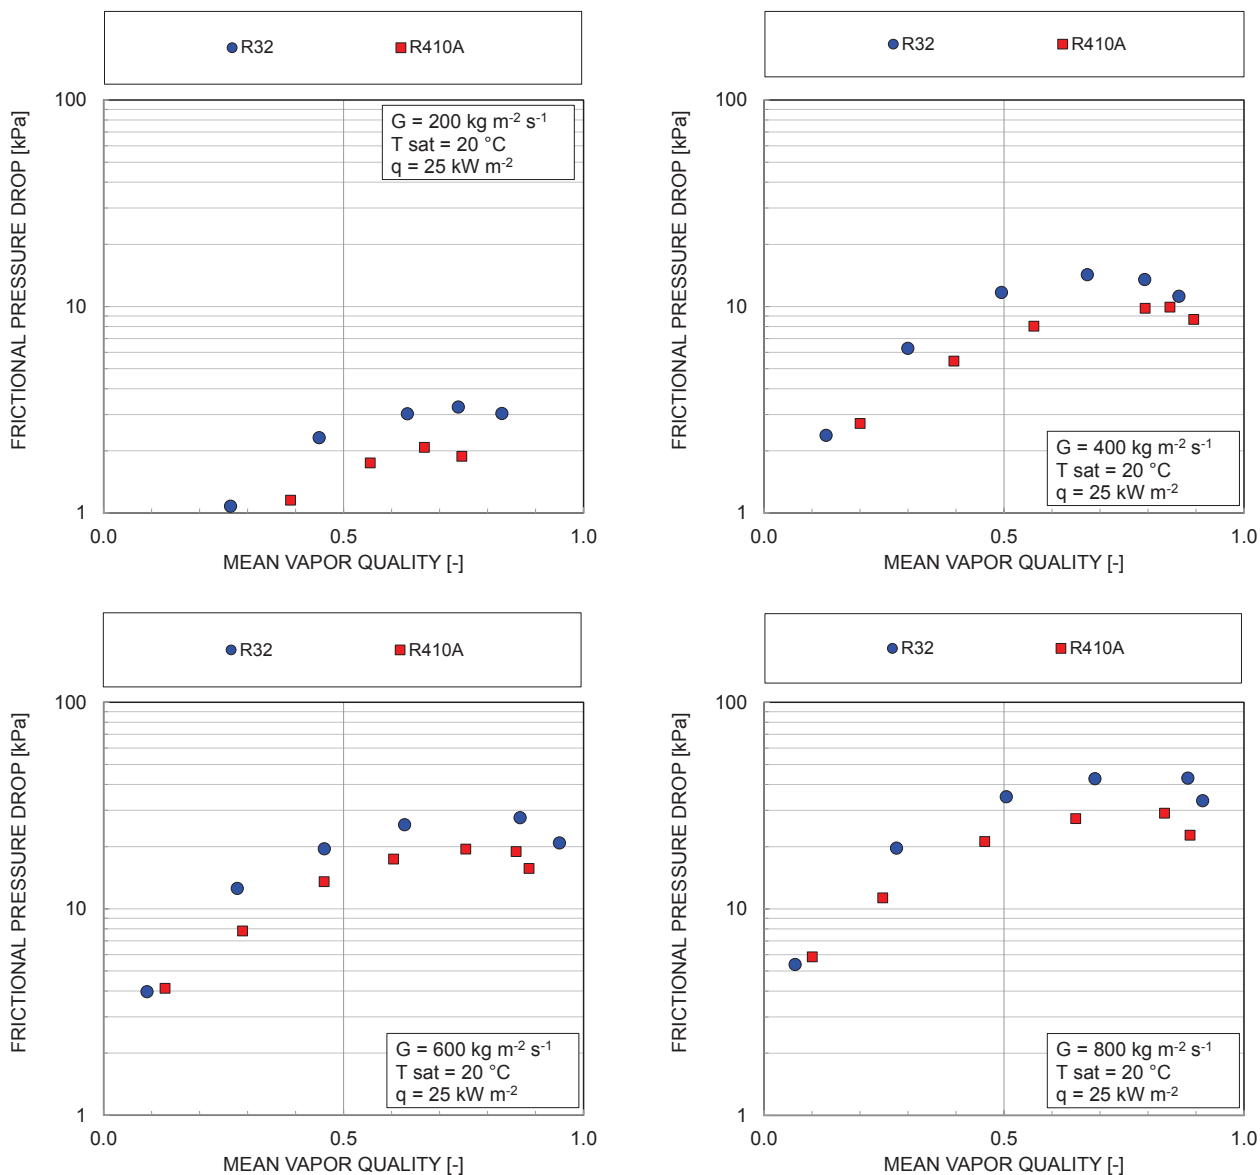 R32 R410A
FRICTIONAL PRESSURE DROP [kPa]
100
10
1
G = 200 kg m-2 s-1
T sat = 20 °C
q = 25 kW m-2
0.0 0.5 1.0
MEAN VAPOR QUALITY [-]
R32 R410A
FRICTIONAL PRESSURE DROP [kPa]
100
10
1
G = 400 kg m-2 s-1
T sat = 20 °C
q = 25 kW m-2
0.0 0.5 1.0
MEAN VAPOR QUALITY [-]
R32 R410A
FRICTIONAL PRESSURE DROP [kPa]
100
10
1
G = 600 kg m-2 s-1
T sat = 20 °C
q = 25 kW m-2
0.0 0.5 1.0
MEAN VAPOR QUALITY [-]
R32 R410A
FRICTIONAL PRESSURE DROP [kPa]
100
10
1
G = 800 kg m-2 s-1
T sat = 20 °C
q = 25 kW m-2
0.0 0.5 1.0
MEAN VAPOR QUALITY [-]